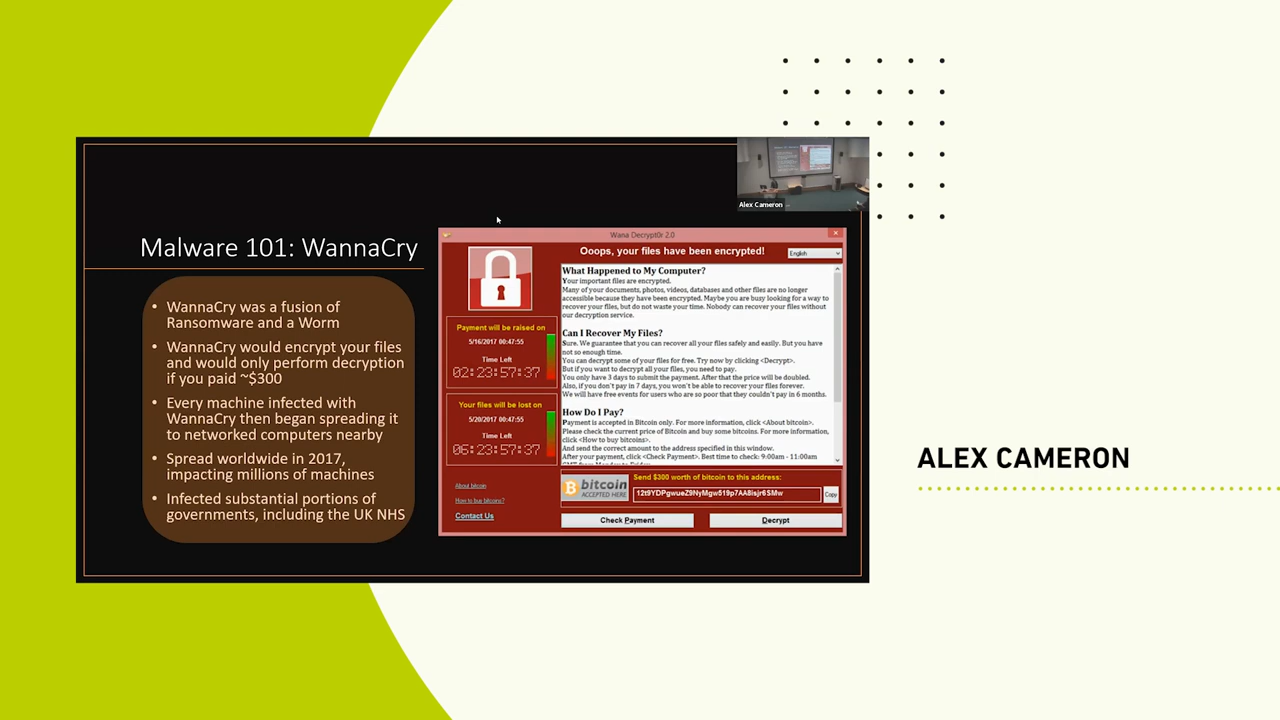 Alex Cameron
Malware 101: WannaCry
• WannaCry was a fusion of
Ransomware and a Worm
• WannaCry would encrypt your files
and would only perform decryption
if you paid ~$300
• Every machine infected with
WannaCry then began spreading it
to networked computers nearby
• Spread worldwide in 2017,
impacting millions of machines
• Infected substantial portions of
governments, including the UK NHS
Wana Decrypt0r 2.0
Ooops, your files have been encrypted!
English
Payment will be raised on
5/16/2017 00:47:55
Time Left
02:23:57:37
Your files will be lost on
5/20/2017 00:47:55
Time Left
06:23:57:37
About bitcoin
How to buy bitcoins?
Contact Us
What Happened to My Computer?
Your important files are encrypted.
Many of your documents, photos, videos, databases and other files are no longer
accessible because they have been encrypted. Maybe you are busy looking for a way to
recover your files, but do not waste your time. Nobody can recover your files without
our decryption service.
Can I Recover My Files?
Sure. We guarantee that you can recover all your files safely and easily. But you have
not so enough time.
You can decrypt some of your files for free. Try now by clicking <Decrypt>.
But if you want to decrypt all your files, you need to pay.
You only have 3 days to submit the payment. After that the price will be doubled.
Also, if you don't pay in 7 days, you won't be able to recover your files forever.
We will have free events for users who are so poor that they couldn't pay in 6 months.
How Do I Pay?
Payment is accepted in Bitcoin only. For more information, click <About bitcoin>.
Please check the current price of Bitcoin and buy some bitcoins. For more information,
click <How to buy bitcoins>.
And send the correct amount to the address specified in this window.
After your payment, click <Check Payment>. Best time to check: 9:00am - 11:00am
bitcoin
ACCEPTED HERE
Send $300 worth of bitcoin to this address:
12t9YDPgwueZ9NyMgw519p7AA8isjr6SMw
Copy
Check Payment
Decrypt
ALEX CAMERON